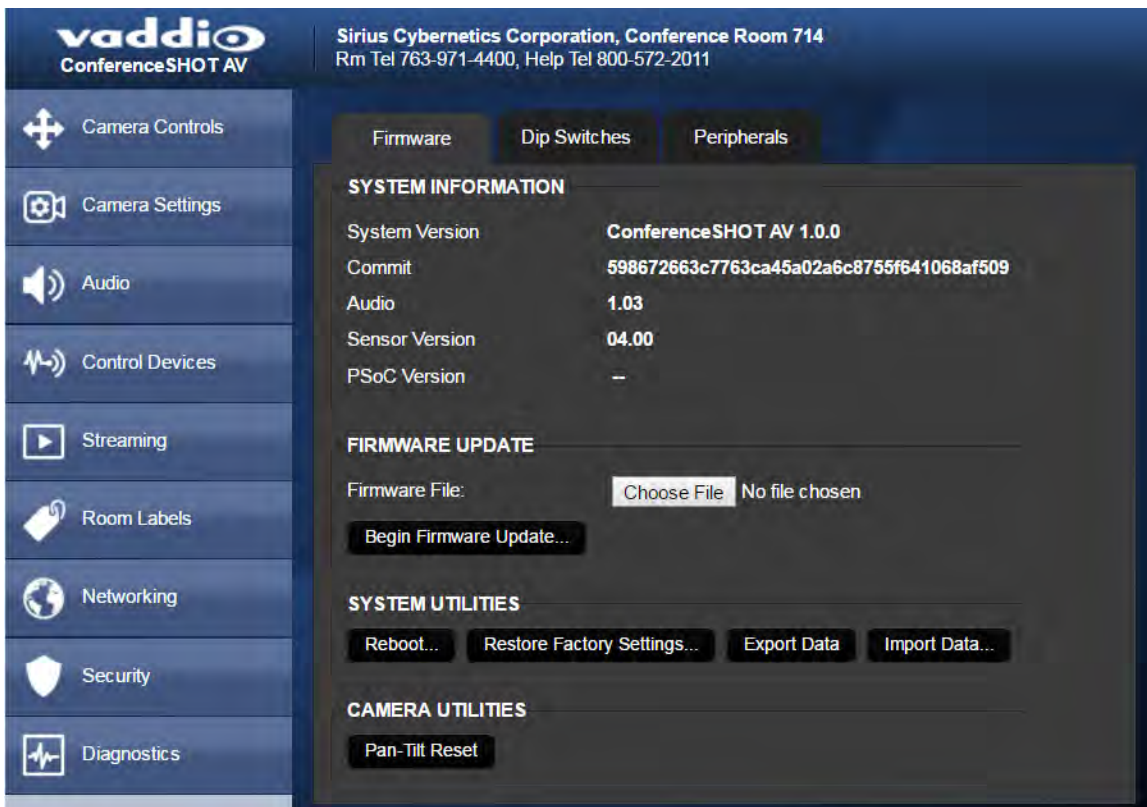 vaddio
ConferenceSHOT AV
Sirius Cybernetics Corporation, Conference Room 714
Rm Tel 763-971-4400, Help Tel 800-572-2011
Camera Controls
Camera Settings
Audio
Control Devices
Streaming
Room Labels
Networking
Security
Diagnostics
Firmware Dip Switches Peripherals
SYSTEM INFORMATION
System Version ConferenceSHOT AV 1.0.0
Commit 598672663c7763ca45a02a6c8755f641068af509
Audio 1.03
Sensor Version 04.00
PSoC Version --
FIRMWARE UPDATE
Firmware File: Choose File No file chosen
Begin Firmware Update...
SYSTEM UTILITIES
Reboot... Restore Factory Settings... Export Data Import Data...
CAMERA UTILITIES
Pan-Tilt Reset